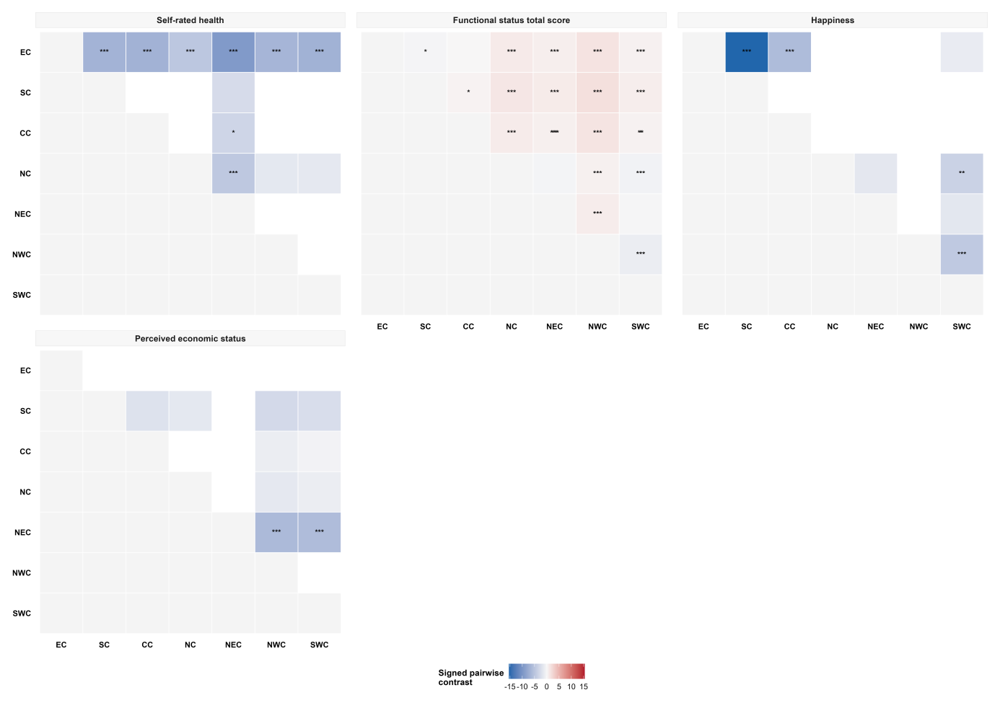 Self-rated health
Functional status total score
Happiness
EC *** *** *** *** *** *** * *** *** *** *** *** ***
SC * *** *** *** ***
CC * *** *** ***
NC *** *** *** **
NEC ***
NWC *** ***
SWC
EC SC CC NC NEC NWC SWC
EC SC CC NC NEC NWC SWC
Perceived economic status
EC
SC
CC
NC
NEC *** ***
NWC
SWC
EC SC CC NC NEC NWC SWC
Signed pairwise
contrast
-15 -10 -5 0 5 10 15